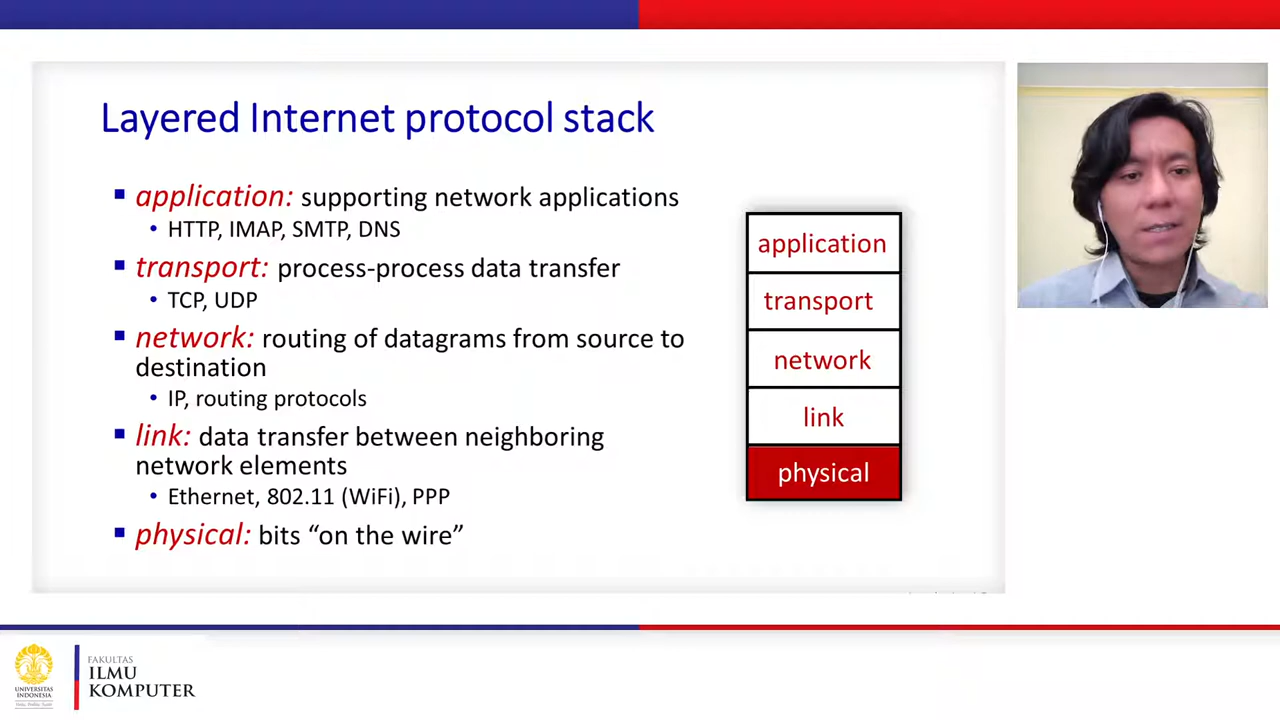 Layered Internet protocol stack
▪ application: supporting network applications
• HTTP, IMAP, SMTP, DNS
▪ transport: process-process data transfer
• TCP, UDP
▪ network: routing of datagrams from source to
destination
• IP, routing protocols
▪ link: data transfer between neighboring
network elements
• Ethernet, 802.11 (WiFi), PPP
▪ physical: bits “on the wire”
application
transport
network
link
physical
UNIVERSITAS
INDONESIA
FAKULTAS
ILMU
KOMPUTER